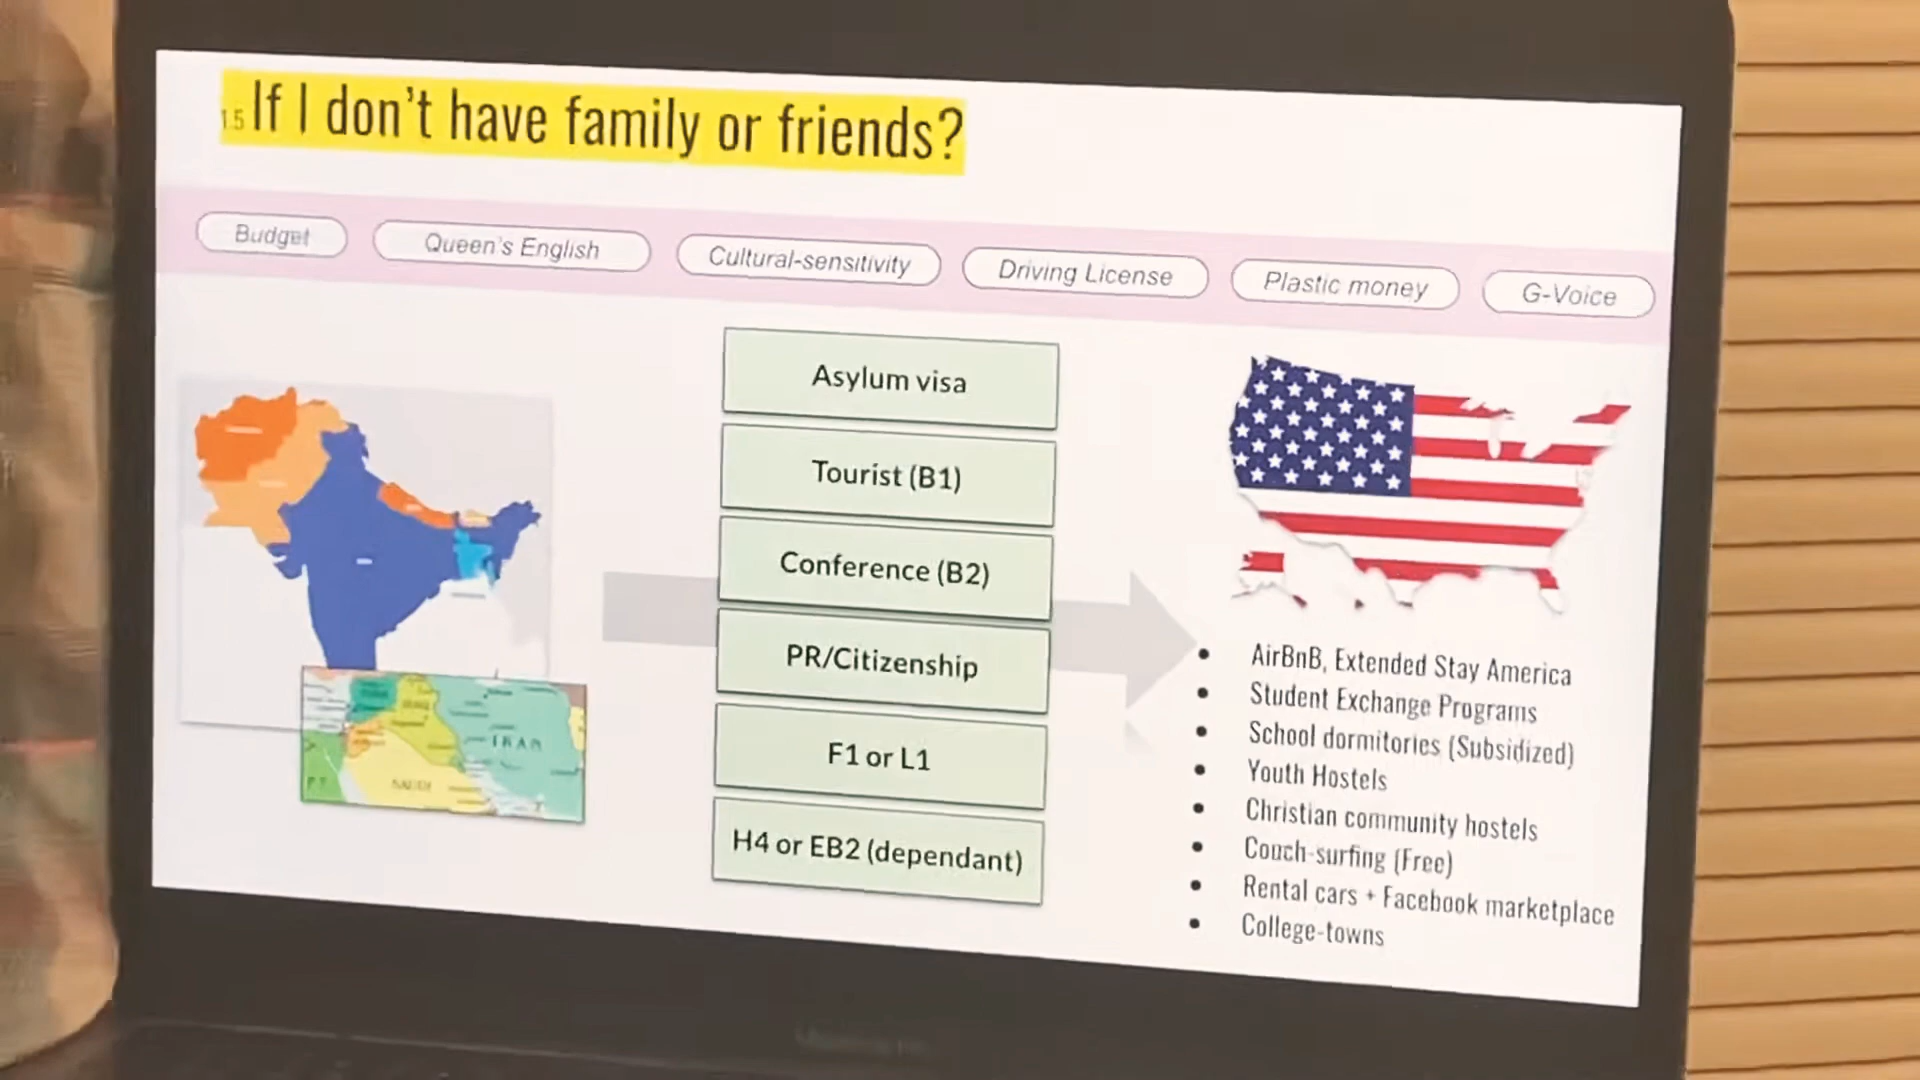 1.5 If I don't have family or friends?
Budget
Queen's English
Cultural-sensitivity
Driving License
Plastic money
G-Voice
Asylum visa
Tourist (B1)
Conference (B2)
PR/Citizenship
F1 or L1
H4 or EB2 (dependant)
IRAN
• AirBnB, Extended Stay America
• Student Exchange Programs
• School dormitories (Subsidized)
• Youth Hostels
• Christian community hostels
• Couch-surfing (Free)
• Rental cars + Facebook marketplace
• College-towns